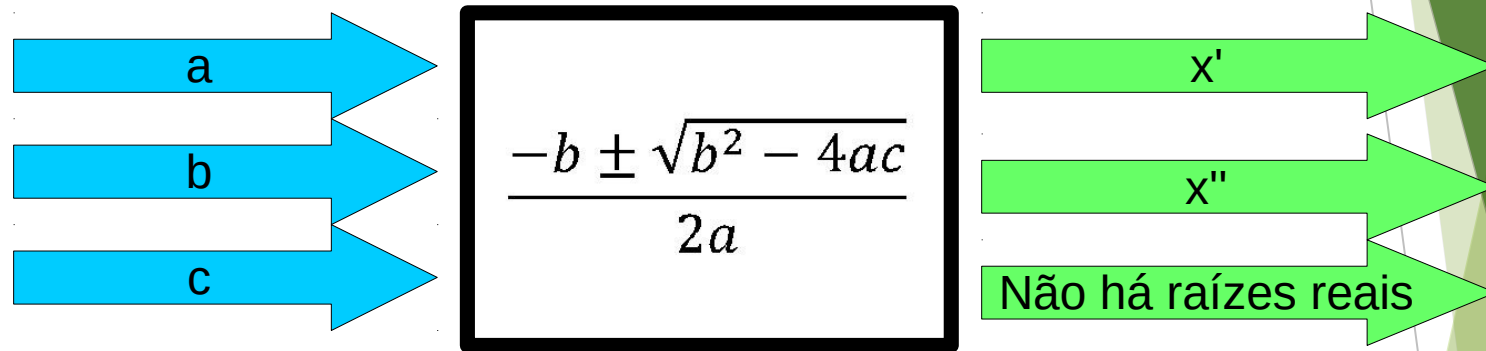 a
b
c
−b ± √b² − 4ac
2a
x'
x"
Não há raízes reais